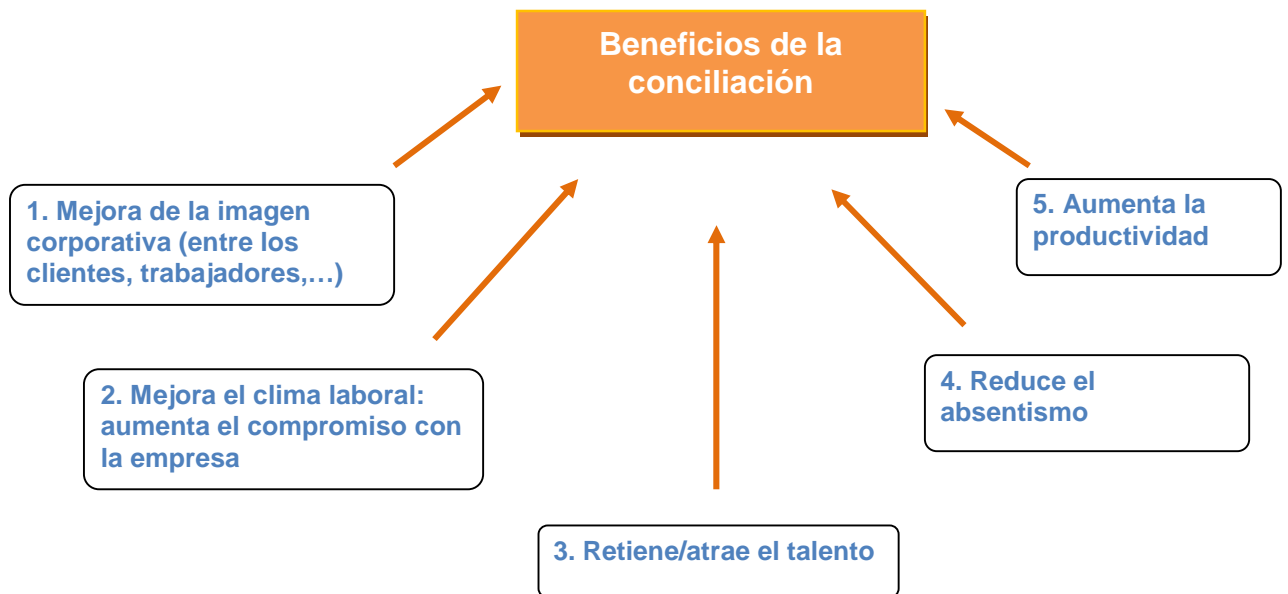 Beneficios de la
conciliación
1. Mejora de la imagen
corporativa (entre los
clientes, trabajadores,…)
2. Mejora el clima laboral:
aumenta el compromiso con
la empresa
3. Retiene/atrae el talento
4. Reduce el
absentismo
5. Aumenta la
productividad